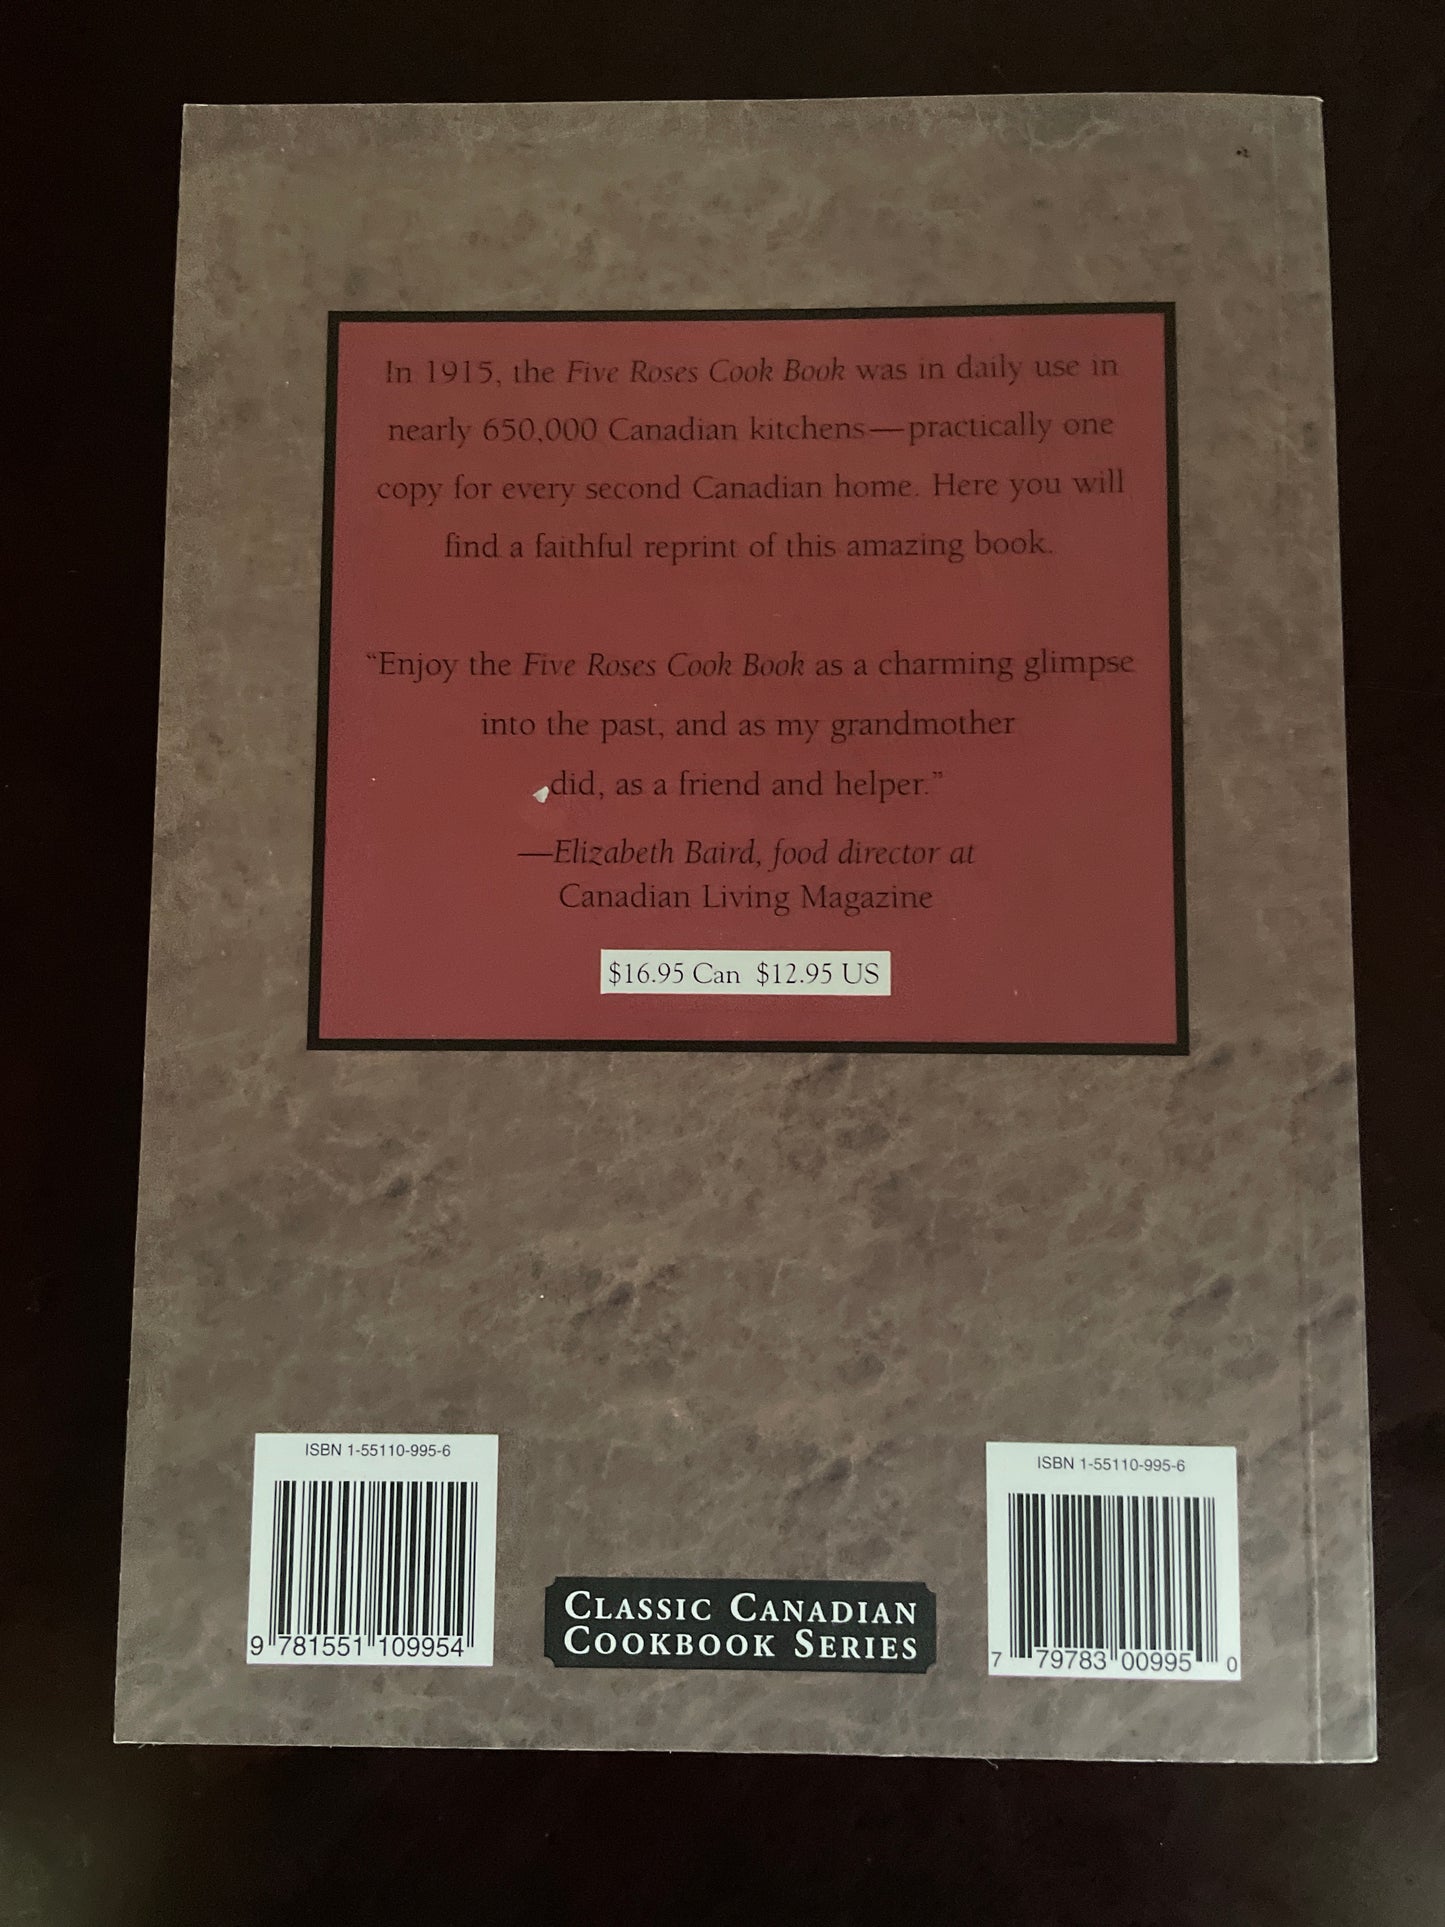 In 1915, the Five Roses Cook Book was in daily use in
nearly 650,000 Canadian kitchens—practically one
copy for every second Canadian home. Here you will
find a faithful reprint of this amazing book.
“Enjoy the Five Roses Cook Book as a charming glimpse
into the past, and as my grandmother
did, as a friend and helper.”
—Elizabeth Baird, food director at
Canadian Living Magazine
$16.95 Can $12.95 US
ISBN 1-55110-995-6
9 781551 109954
CLASSIC CANADIAN
COOKBOOK SERIES
ISBN 1-55110-995-6
7 79783 00995 0